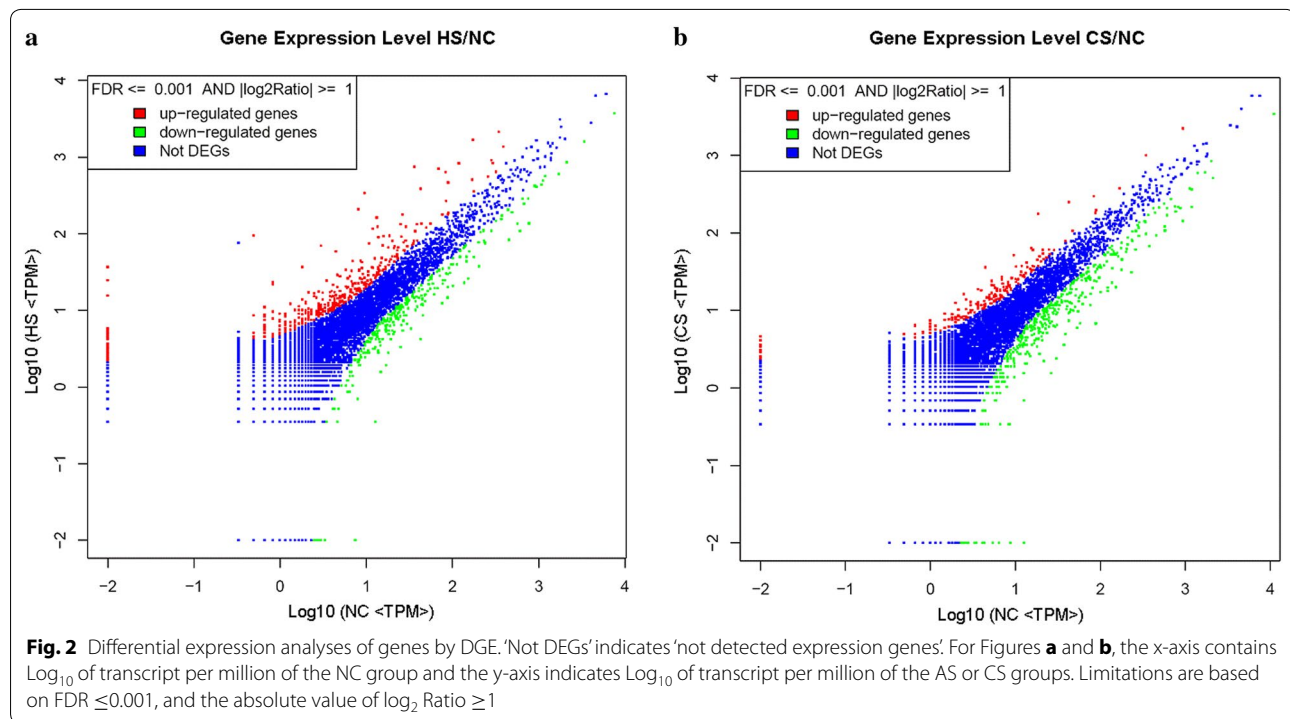 a
Gene Expression Level HS/NC
FDR <= 0.001 AND |log2Ratio| >= 1
up-regulated genes
down-regulated genes
Not DEGs
4
3
2
1
0
−1
−2
Log10 (HS <TPM>)
−2 −1 0 1 2 3 4
Log10 (NC <TPM>)
b
Gene Expression Level CS/NC
FDR <= 0.001 AND |log2Ratio| >= 1
up-regulated genes
down-regulated genes
Not DEGs
4
3
2
1
0
−1
−2
Log10 (CS <TPM>)
−2 −1 0 1 2 3 4
Log10 (NC <TPM>)
Fig. 2 Differential expression analyses of genes by DGE. 'Not DEGs' indicates 'not detected expression genes'. For Figures a and b, the x-axis contains
Log10 of transcript per million of the NC group and the y-axis indicates Log10 of transcript per million of the AS or CS groups. Limitations are based
on FDR ≤0.001, and the absolute value of log2 Ratio ≥1